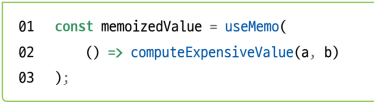 01 const memoizedValue = useMemo(
02 () => computeExpensiveValue(a, b)
03 );